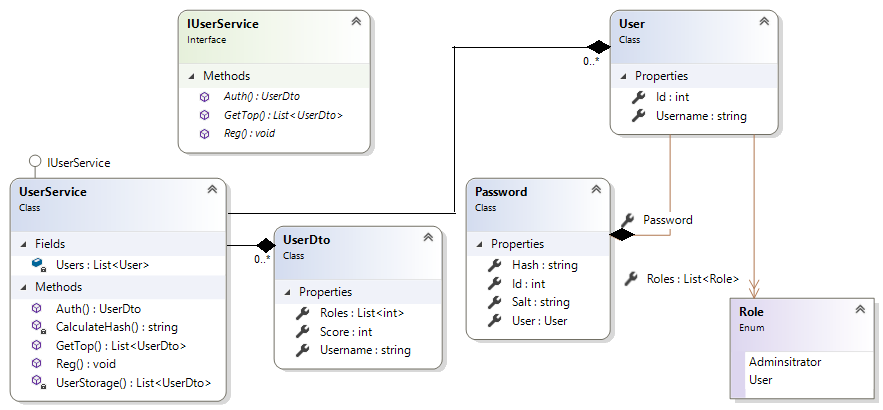 IUserService
Interface
Methods
Auth() : UserDto
GetTop() : List<UserDto>
Reg() : void
User
Class
Properties
Id : int
Username : string
0..*
IUserService
UserService
Class
Fields
Users : List<User>
Methods
Auth() : UserDto
CalculateHash() : string
GetTop() : List<UserDto>
Reg() : void
UserStorage() : List<UserDto>
0..*
UserDto
Class
Properties
Roles : List<int>
Score : int
Username : string
Password
Class
Properties
Hash : string
Id : int
Salt : string
User : User
Password
Roles : List<Role>
Role
Enum
Adminsitrator
User